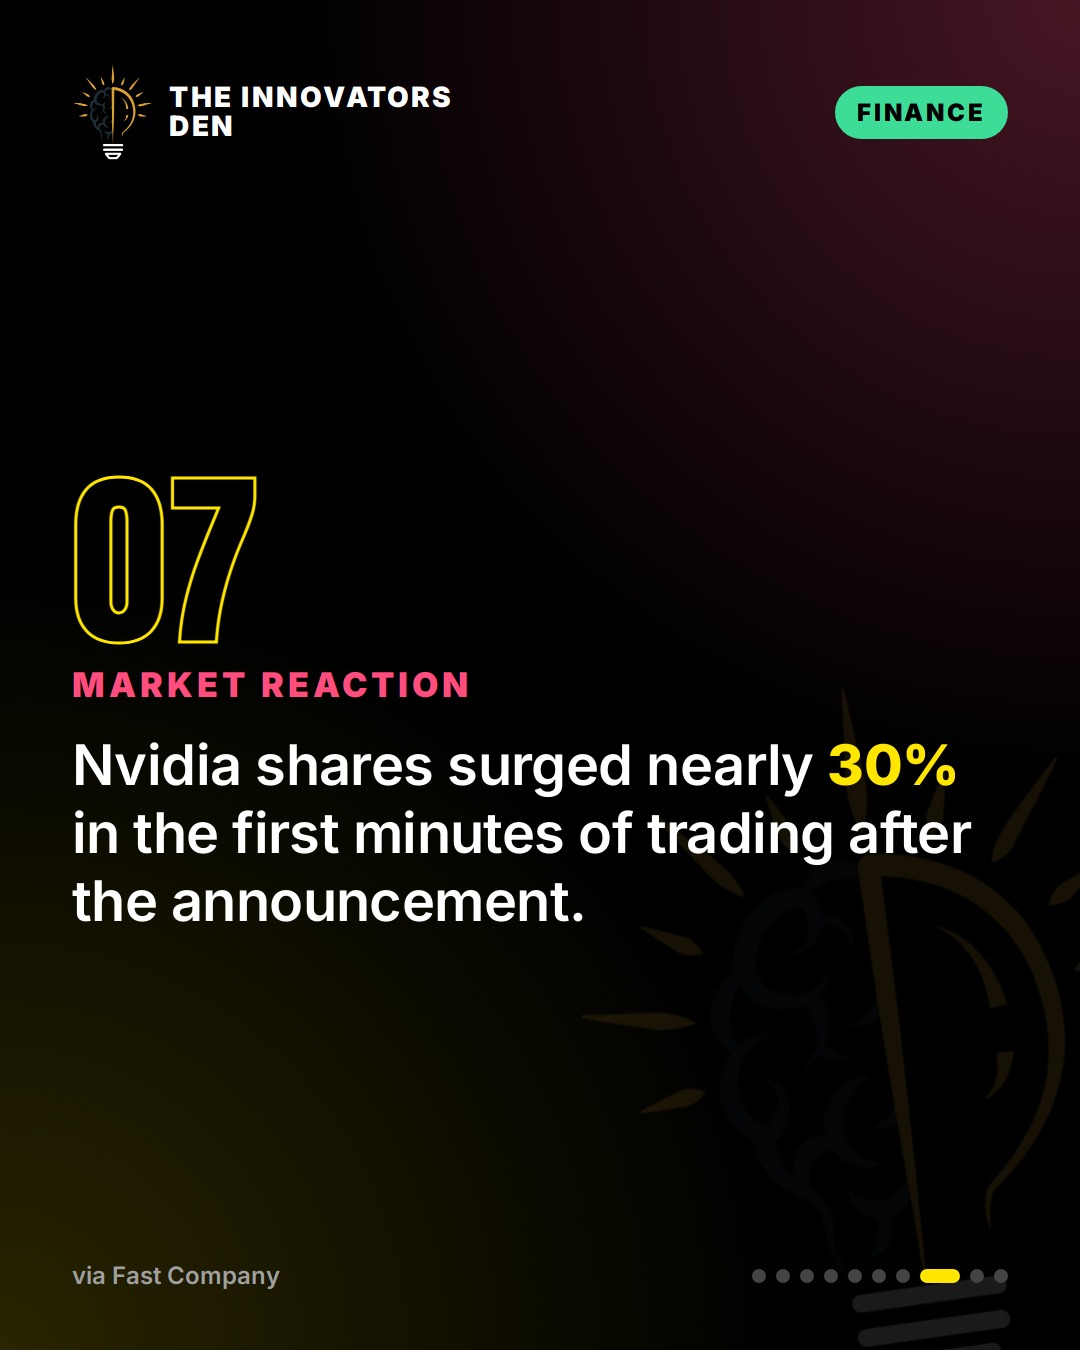 THE INNOVATORS
DEN
FINANCE
07
MARKET REACTION
Nvidia shares surged nearly 30%
in the first minutes of trading after
the announcement.
via Fast Company